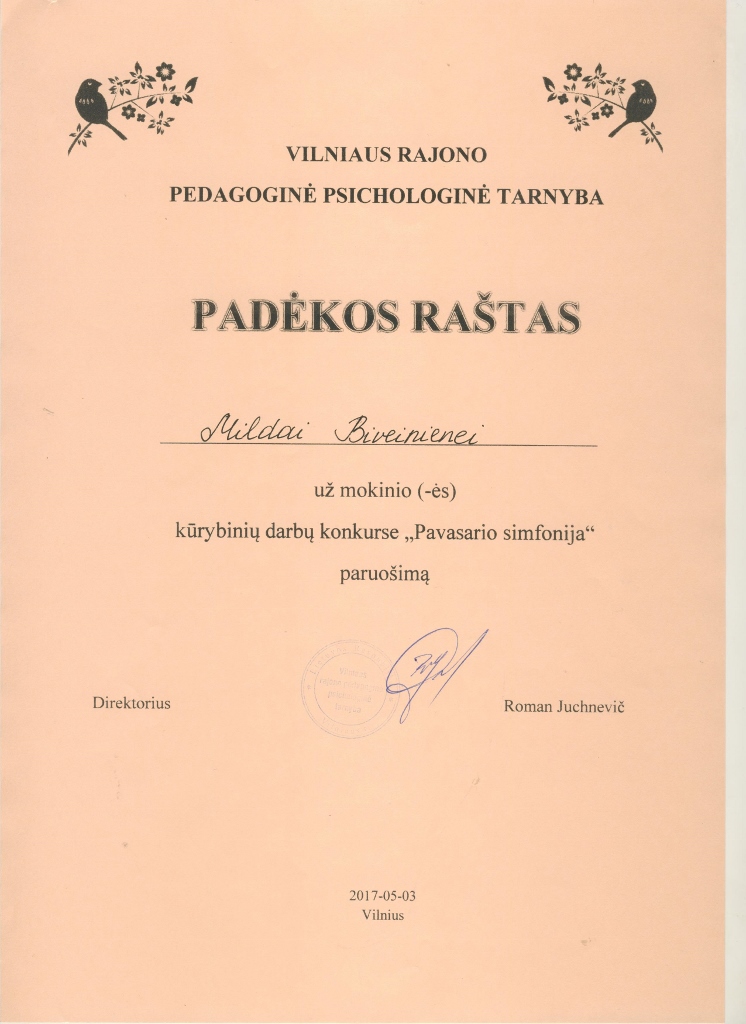 VILNIAUS RAJONO
PEDAGOGINĖ PSICHOLOGINĖ TARNYBA
PADĖKOS RAŠTAS
Mildai Biveinienei
už mokinio (-ės)
kūrybinių darbų konkurse „Pavasario simfonija“
paruošimą
Direktorius
Roman Juchnevič
2017-05-03
Vilnius